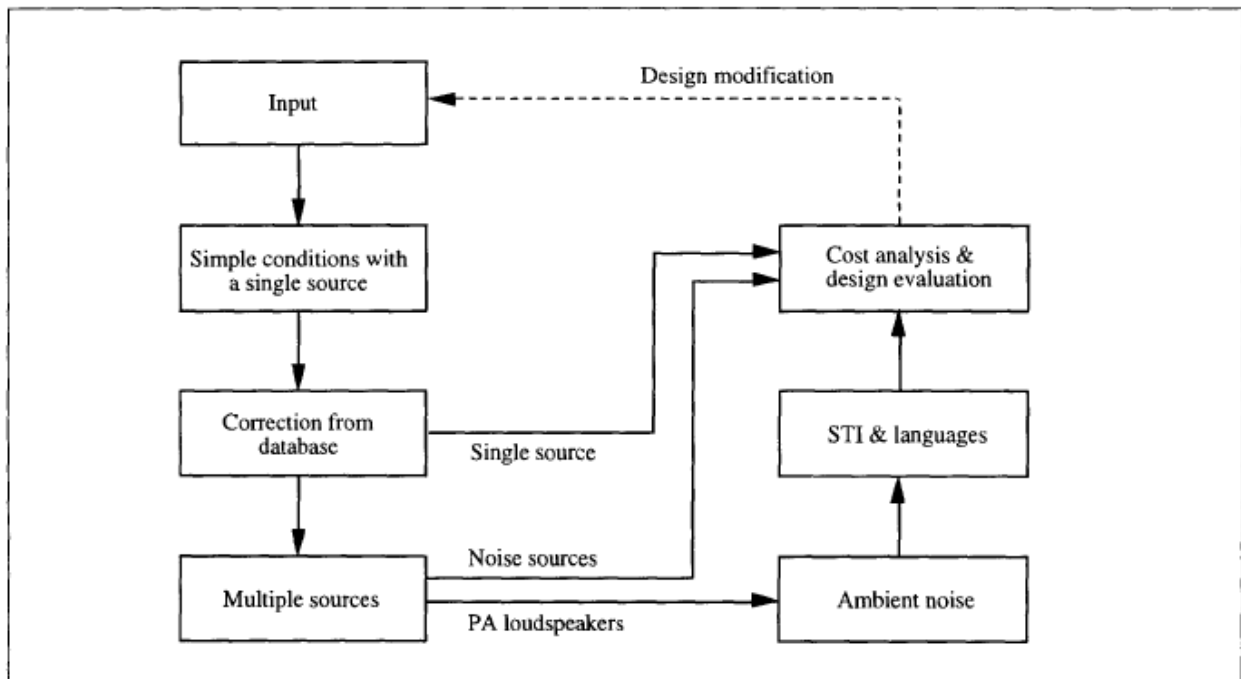 Design modification
Input
Simple conditions with
a single source
Cost analysis &
design evaluation
Correction from
database
Single source
STI & languages
Noise sources
Multiple sources
PA loudspeakers
Ambient noise